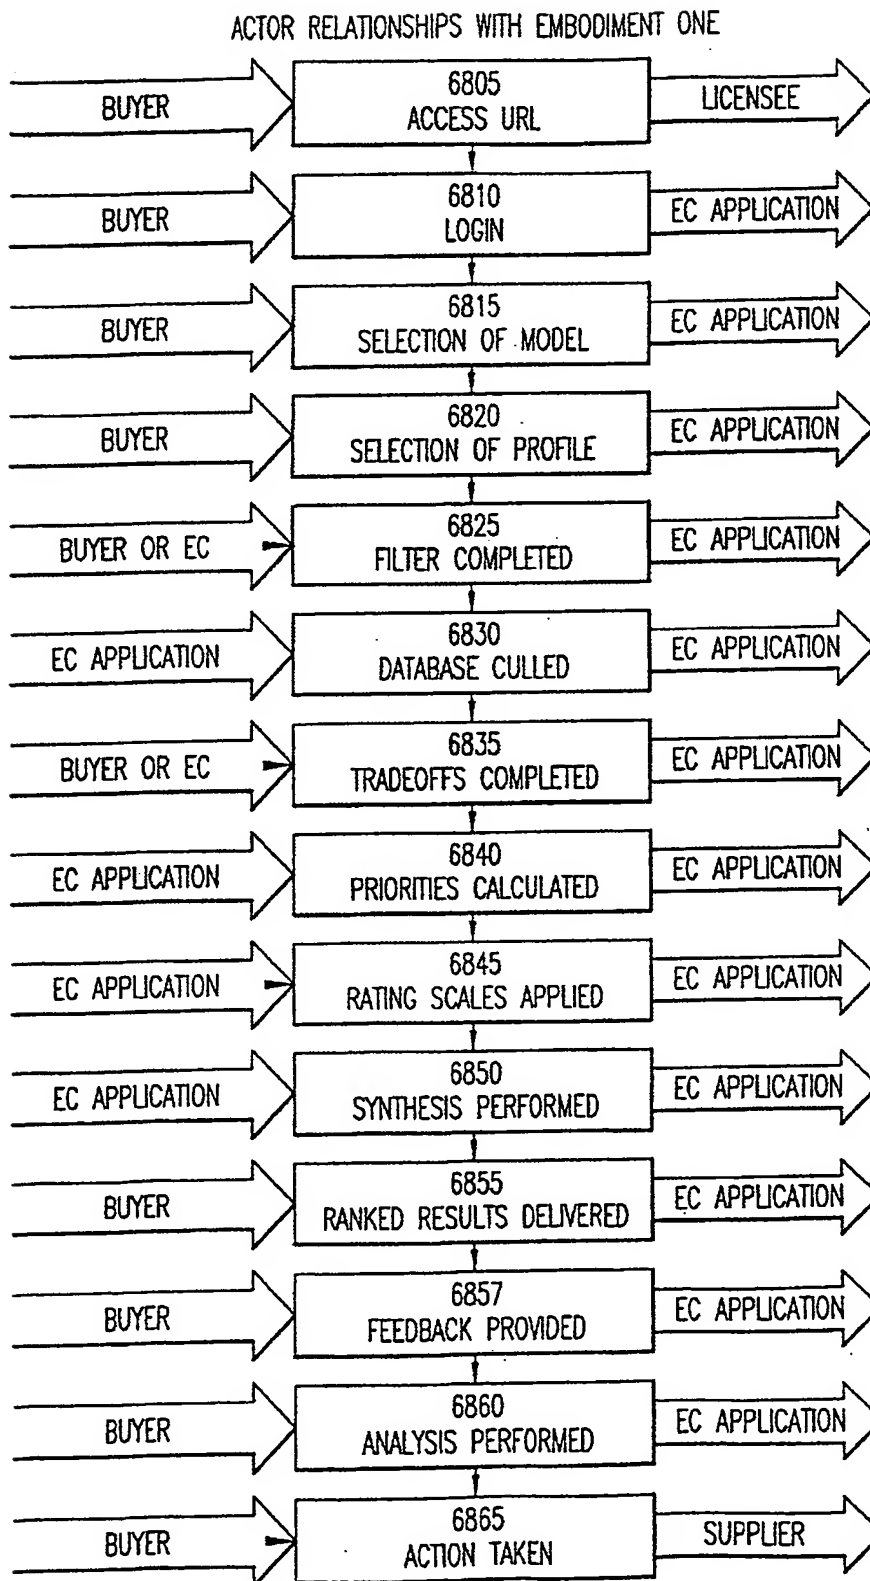 ACTOR RELATIONSHIPS WITH EMBODIMENT ONE
BUYER
6805
ACCESS URL
LICENSEE
BUYER
6810
LOGIN
EC APPLICATION
BUYER
6815
SELECTION OF MODEL
EC APPLICATION
BUYER
6820
SELECTION OF PROFILE
EC APPLICATION
BUYER OR EC
6825
FILTER COMPLETED
EC APPLICATION
EC APPLICATION
6830
DATABASE CULLED
EC APPLICATION
BUYER OR EC
6835
TRADEOFFS COMPLETED
EC APPLICATION
EC APPLICATION
6840
PRIORITIES CALCULATED
EC APPLICATION
EC APPLICATION
6845
RATING SCALES APPLIED
EC APPLICATION
EC APPLICATION
6850
SYNTHESIS PERFORMED
EC APPLICATION
BUYER
6855
RANKED RESULTS DELIVERED
EC APPLICATION
BUYER
6857
FEEDBACK PROVIDED
EC APPLICATION
BUYER
6860
ANALYSIS PERFORMED
EC APPLICATION
BUYER
6865
ACTION TAKEN
SUPPLIER